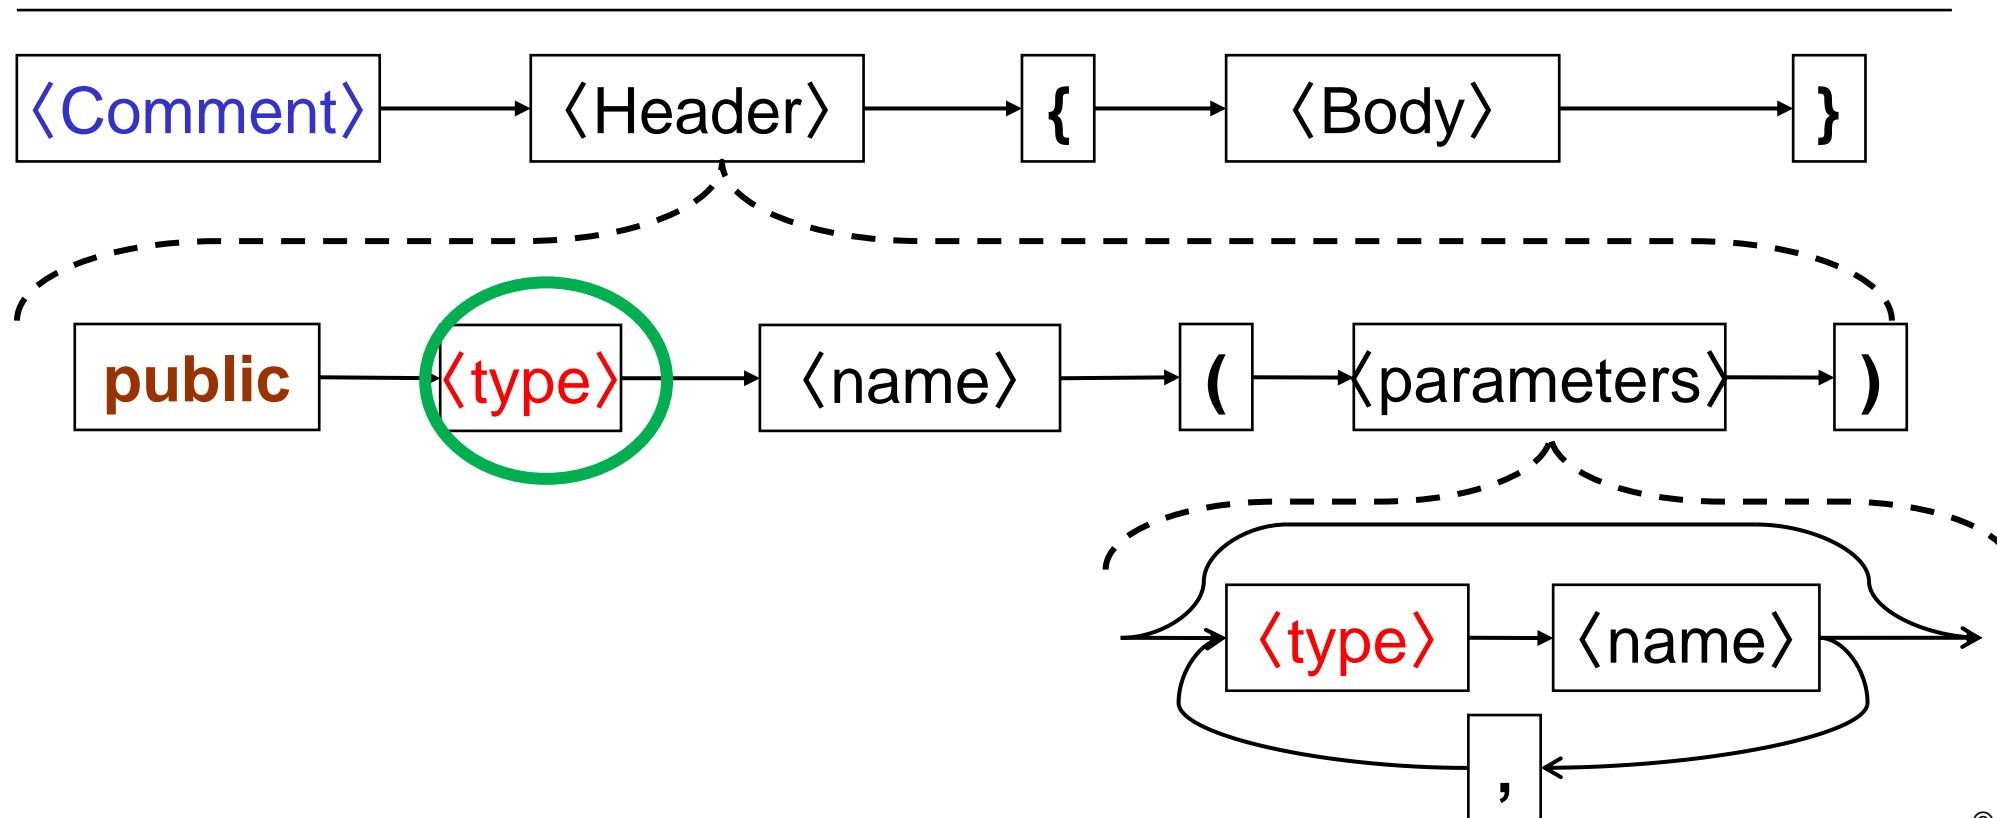 〈Comment〉 〈Header〉 { 〈Body〉 }
public 〈type〉 〈name〉 ( 〈parameters〉 )
〈type〉 〈name〉
,
©